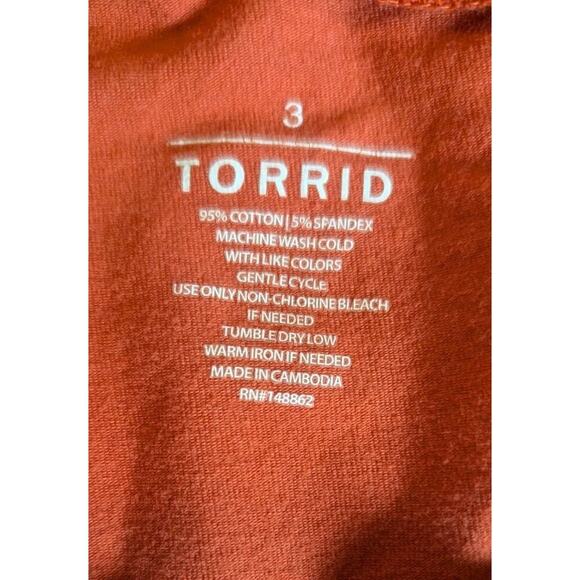 3
TORRID
95% COTTON | 5% SPANDEX
MACHINE WASH COLD
WITH LIKE COLORS
GENTLE CYCLE
USE ONLY NON-CHLORINE BLEACH
IF NEEDED
TUMBLE DRY LOW
WARM IRON IF NEEDED
MADE IN CAMBODIA
RN#148862